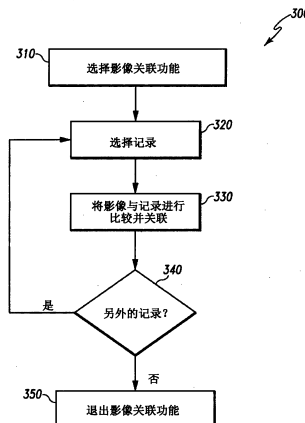 300
310
选择影像关联功能
320
选择记录
330
将影像与记录进行
比较并关联
340
另外的记录？
是
否
350
退出影像关联功能